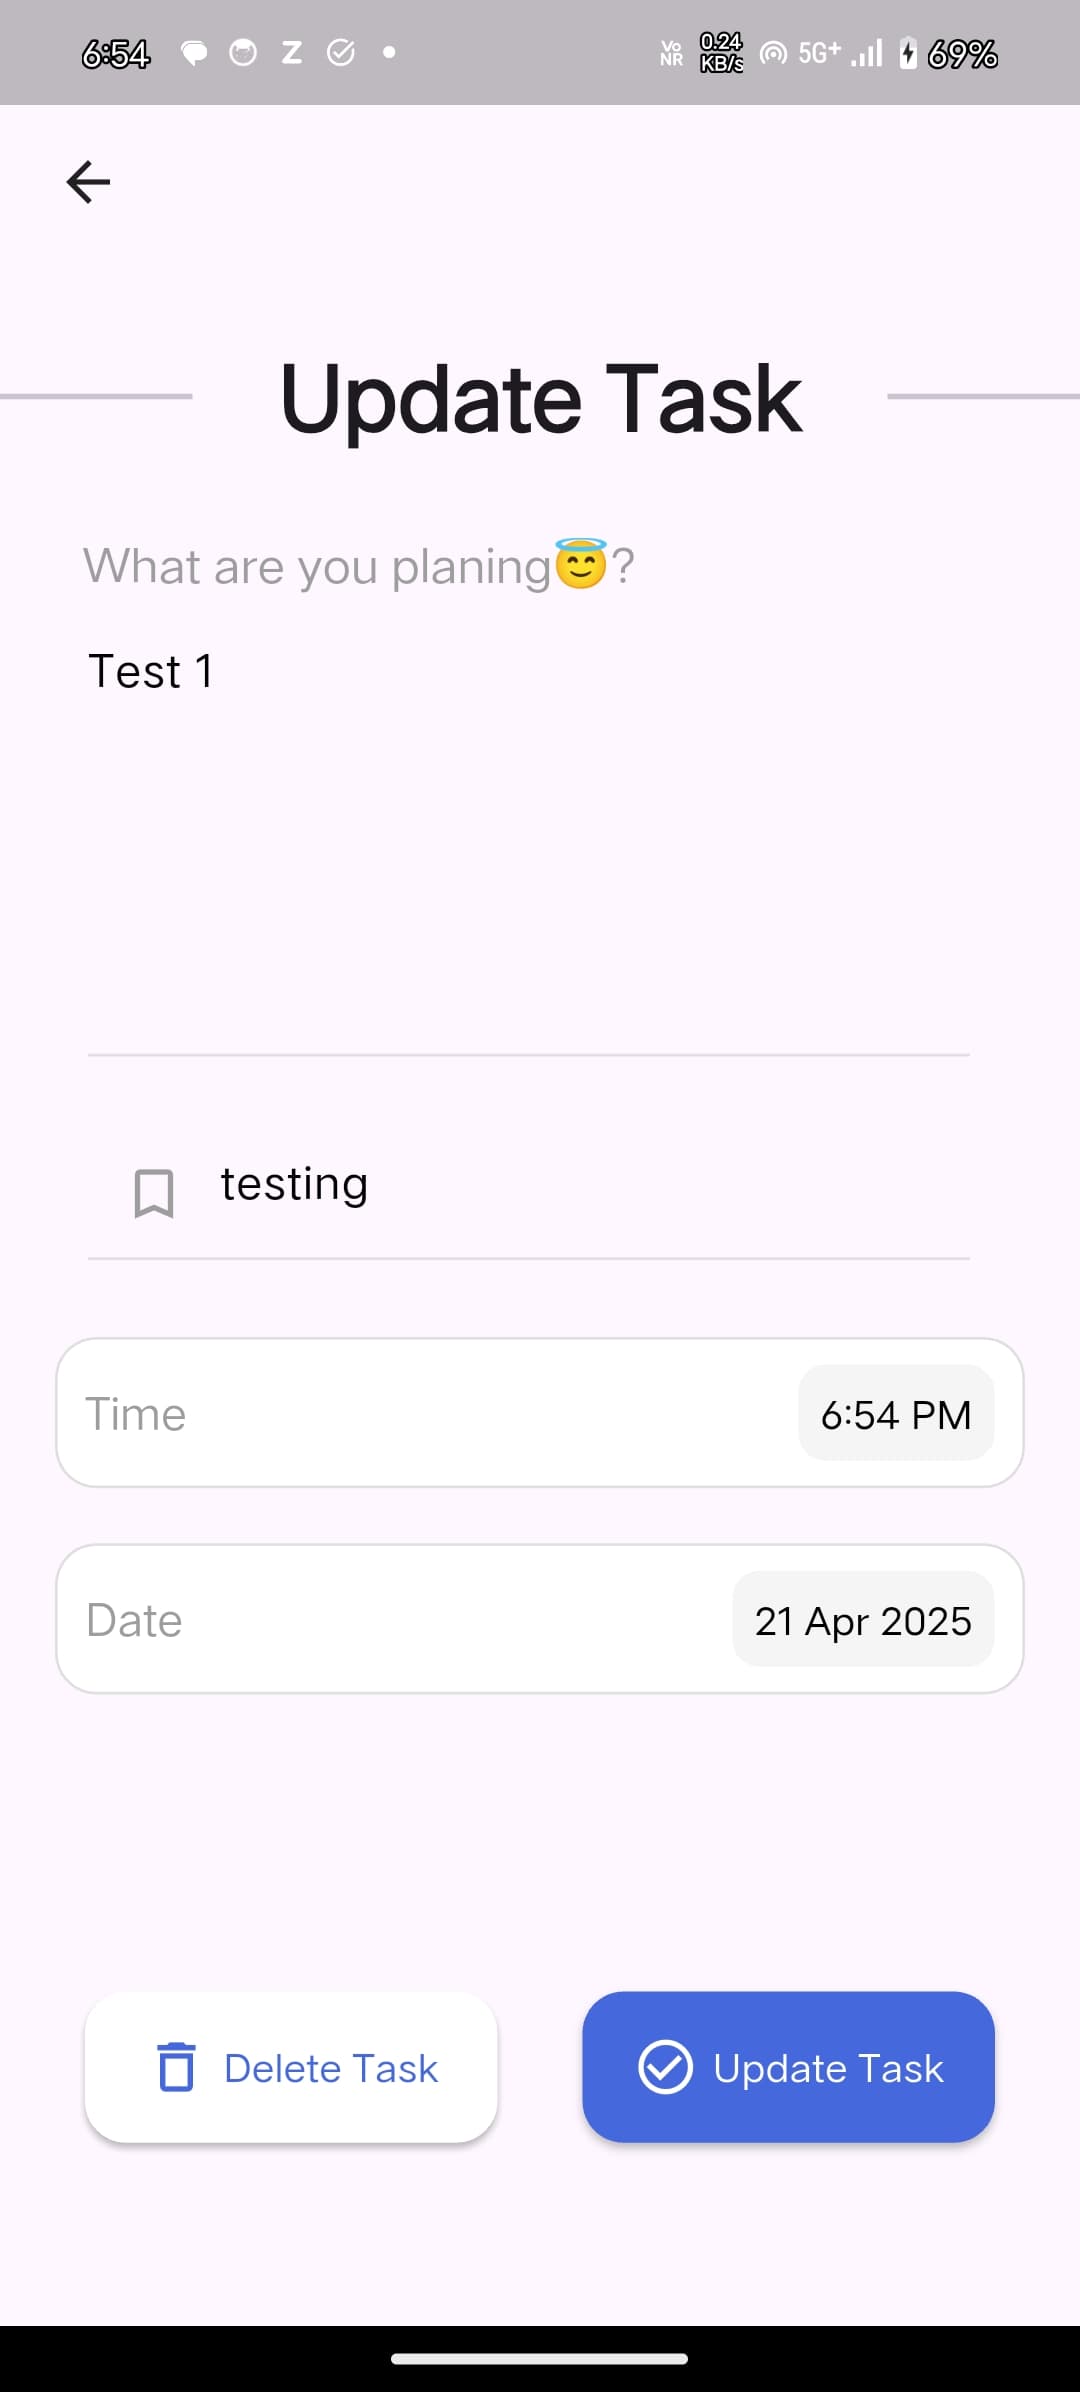 6:54 Z Vo NR 0.24 KB/s 5G+ 69%
Update Task
What are you planing😇?
Test 1
testing
Time 6:54 PM
Date 21 Apr 2025
Delete Task Update Task